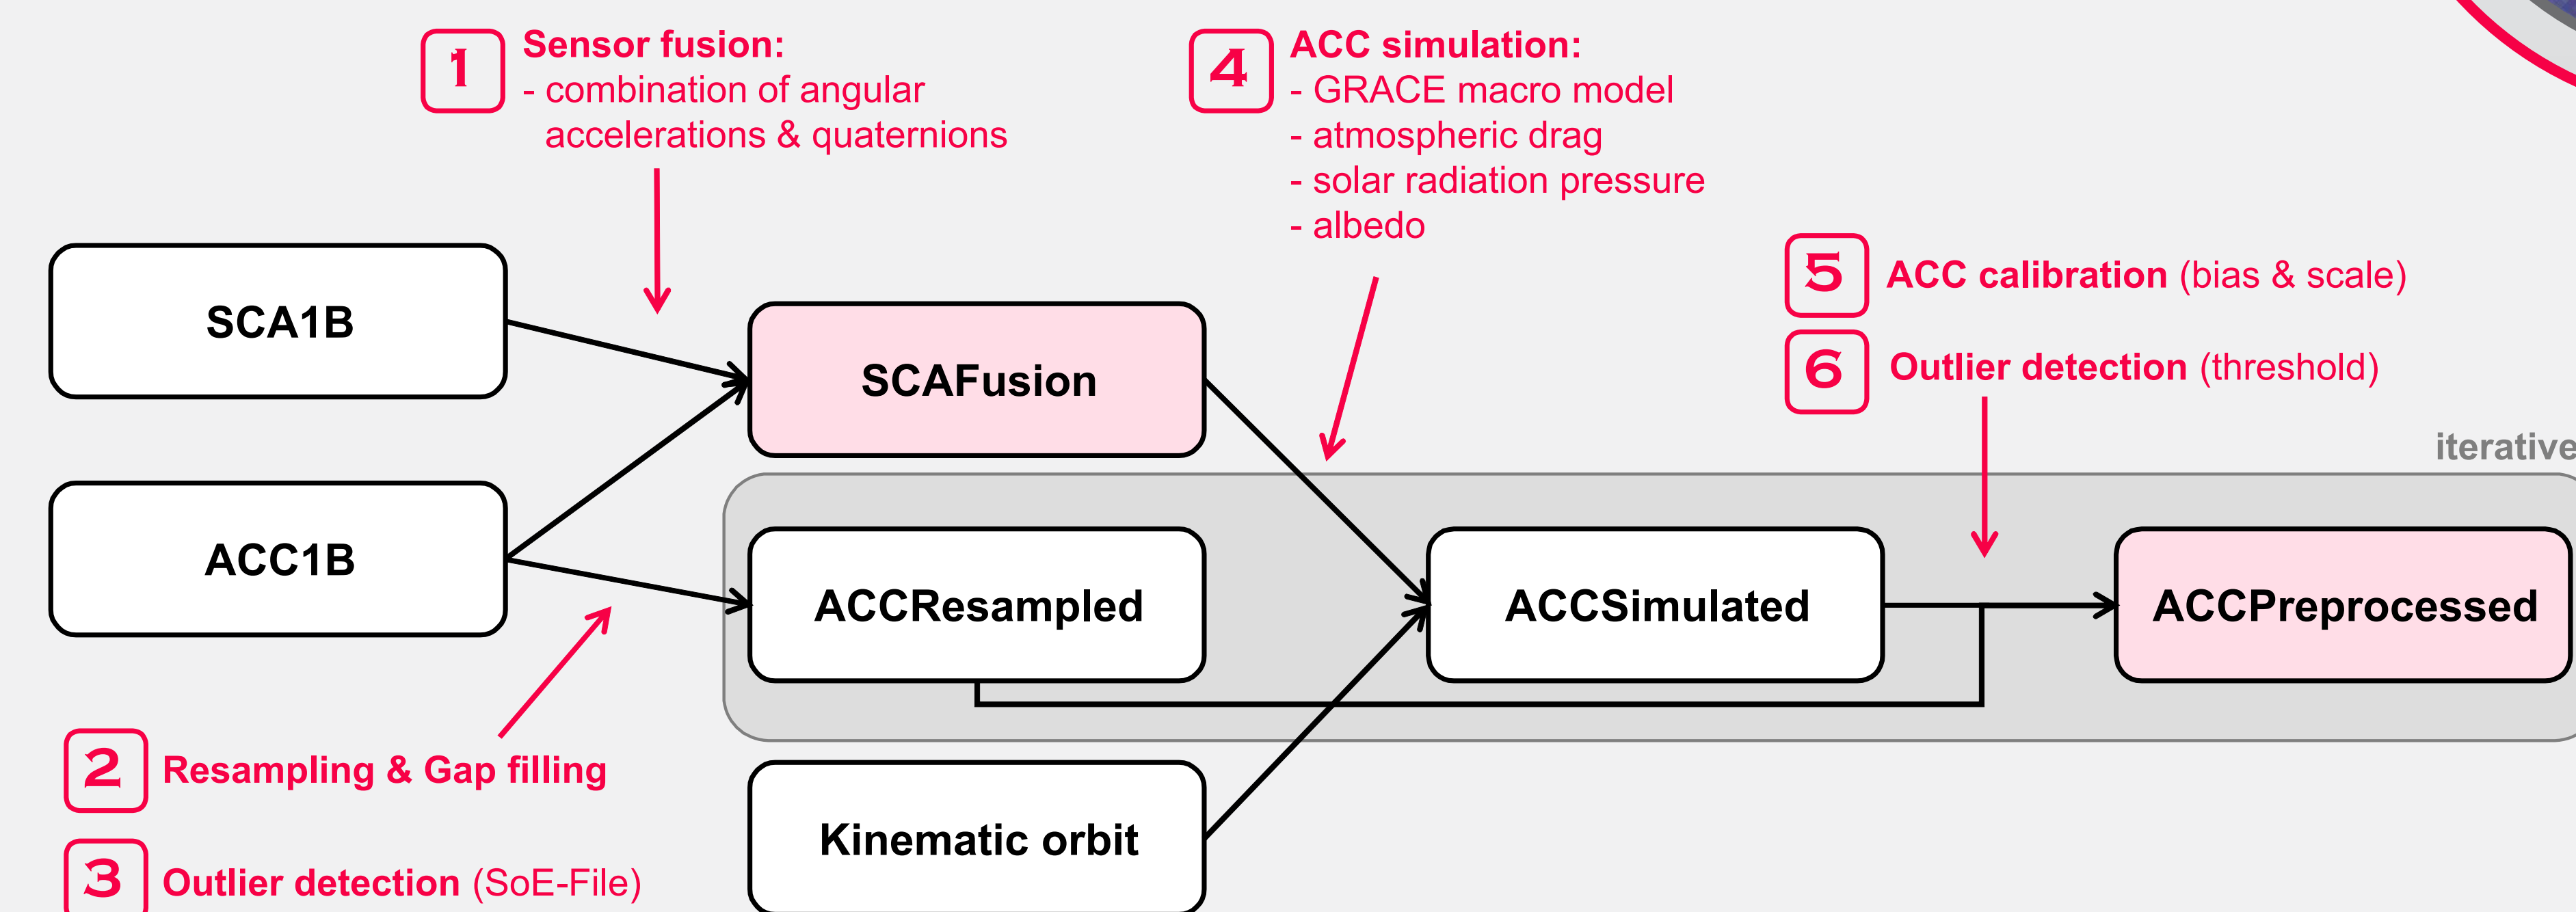 1
Sensor fusion:
- combination of angular
accelerations & quaternions
4
ACC simulation:
- GRACE macro model
- atmospheric drag
- solar radiation pressure
- albedo
5
ACC calibration (bias & scale)
6
Outlier detection (threshold)
SCA1B
SCAFusion
iterative
ACC1B
ACCResampled
ACCSimulated
ACCPreprocessed
2
Resampling & Gap filling
3
Outlier detection (SoE-File)
Kinematic orbit